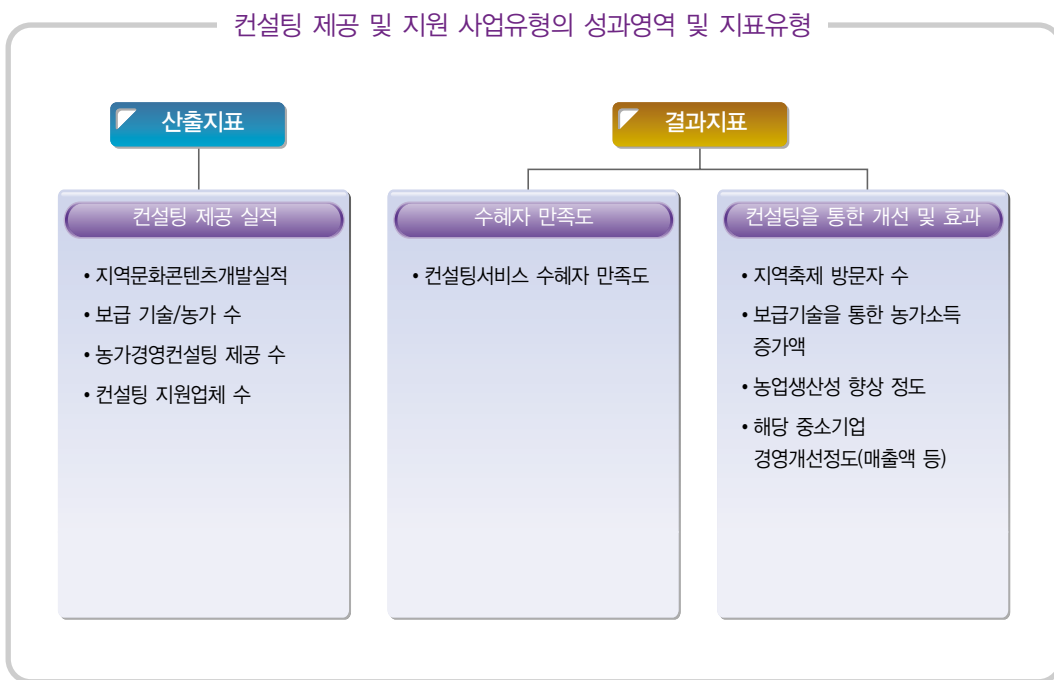 컨설팅 제공 및 지원 사업유형의 성과영역 및 지표유형
산출지표
결과지표
컨설팅 제공 실적
• 지역문화콘텐츠개발실적
• 보급 기술/농가 수
• 농가경영컨설팅 제공 수
• 컨설팅 지원업체 수
수혜자 만족도
• 컨설팅서비스 수혜자 만족도
컨설팅을 통한 개선 및 효과
• 지역축제 방문자 수
• 보급기술을 통한 농가소득
증가액
• 농업생산성 향상 정도
• 해당 중소기업
경영개선정도(매출액 등)